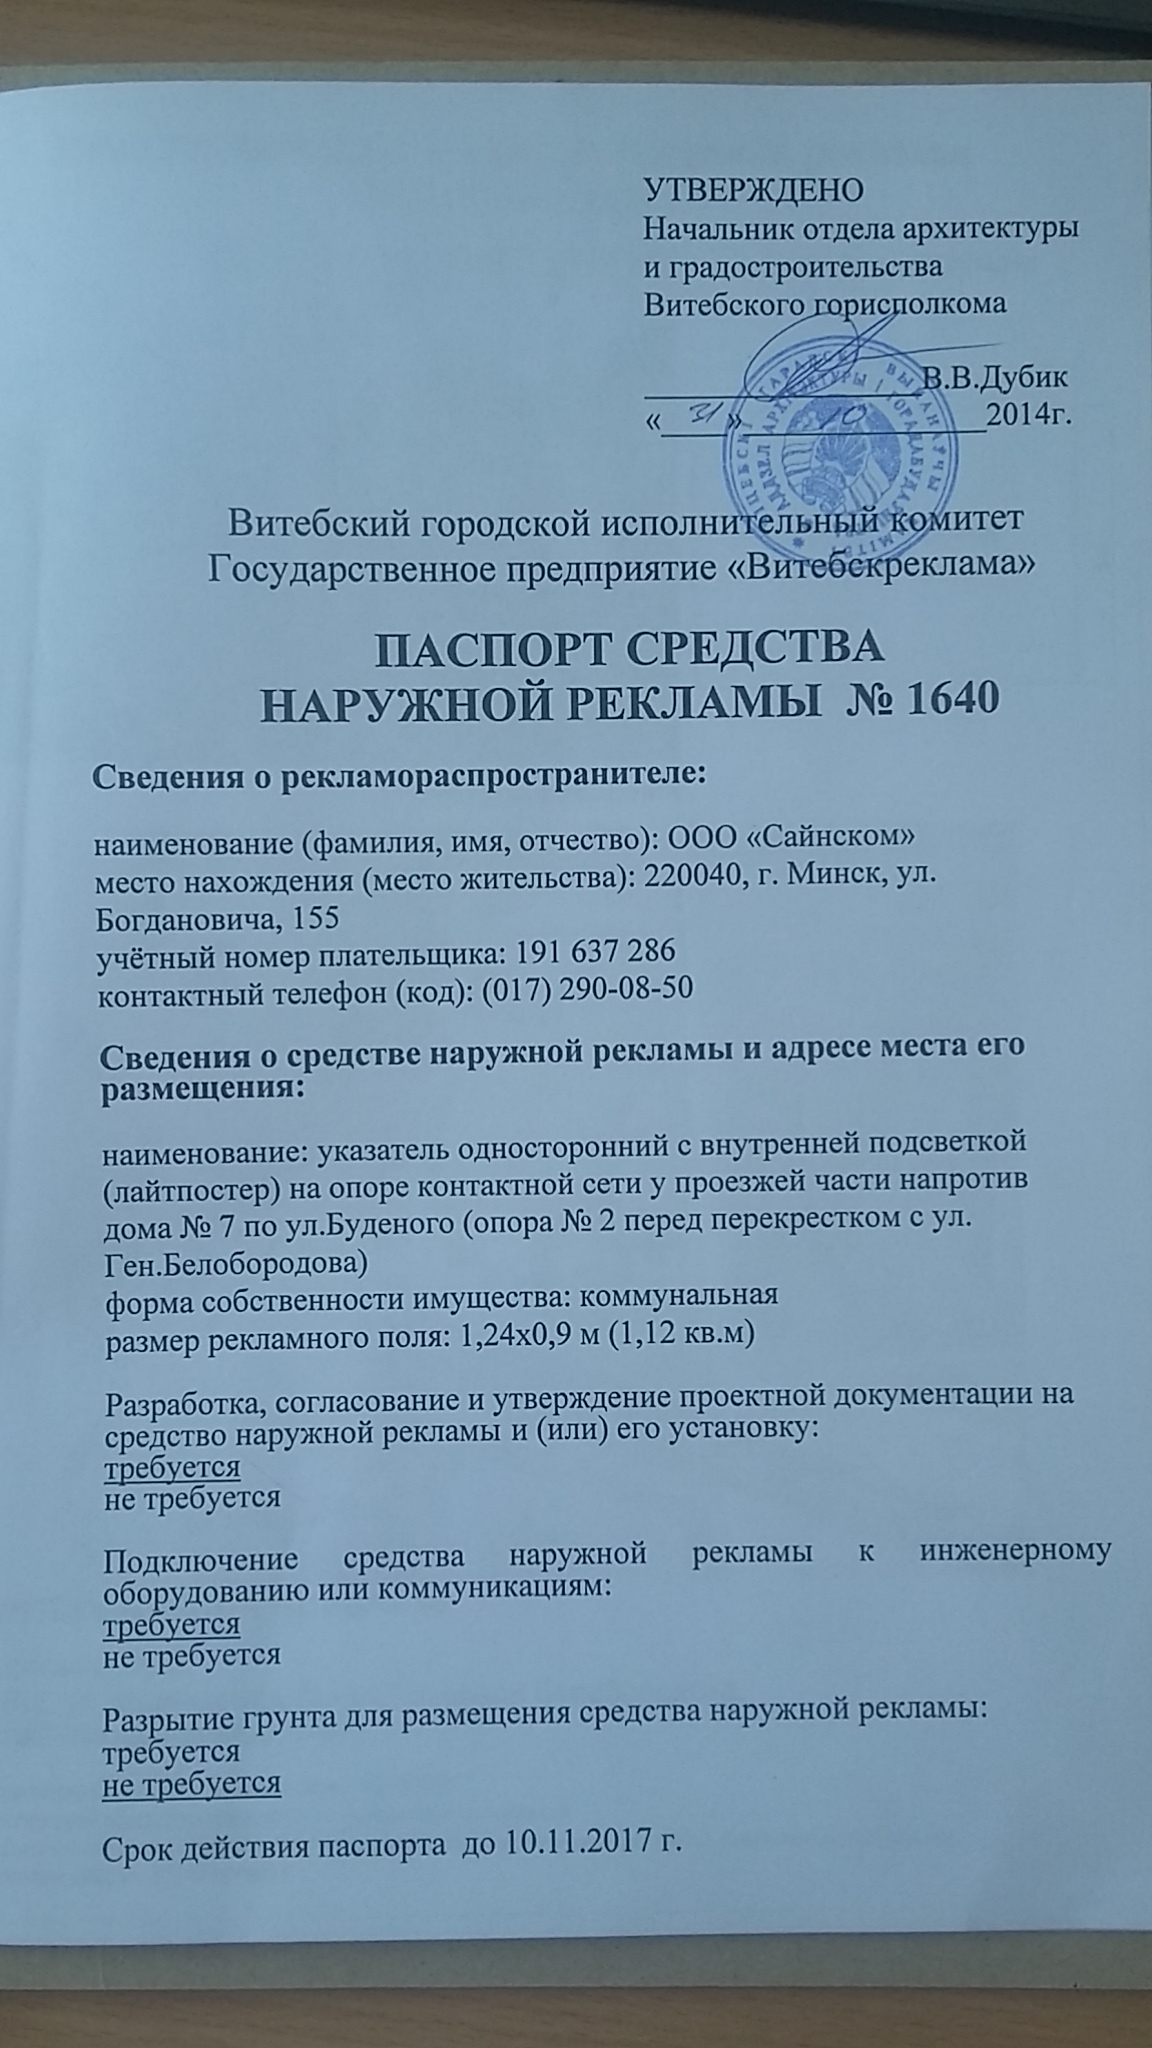 УТВЕРЖДЕНО
Начальник отдела архитектуры
и градостроительства
Витебского горисполкома
В.В.Дубик
«31» 10 2014г.
Витебский городской исполнительный комитет
Государственное предприятие «Витебскреклама»
ПАСПОРТ СРЕДСТВА
НАРУЖНОЙ РЕКЛАМЫ № 1640
Сведения о рекламораспространителе:
наименование (фамилия, имя, отчество): ООО «Сайнском»
место нахождения (место жительства): 220040, г. Минск, ул.
Богдановича, 155
учётный номер плательщика: 191 637 286
контактный телефон (код): (017) 290-08-50
Сведения о средстве наружной рекламы и адресе места его
размещения:
наименование: указатель односторонний с внутренней подсветкой
(лайтпостер) на опоре контактной сети у проезжей части напротив
дома № 7 по ул.Буденого (опора № 2 перед перекрестком с ул.
Ген.Белобородова)
форма собственности имущества: коммунальная
размер рекламного поля: 1,24х0,9 м (1,12 кв.м)
Разработка, согласование и утверждение проектной документации на
средство наружной рекламы и (или) его установку:
требуется
не требуется
Подключение средства наружной рекламы к инженерному
оборудованию или коммуникациям:
требуется
не требуется
Разрытие грунта для размещения средства наружной рекламы:
требуется
не требуется
Срок действия паспорта до 10.11.2017 г.